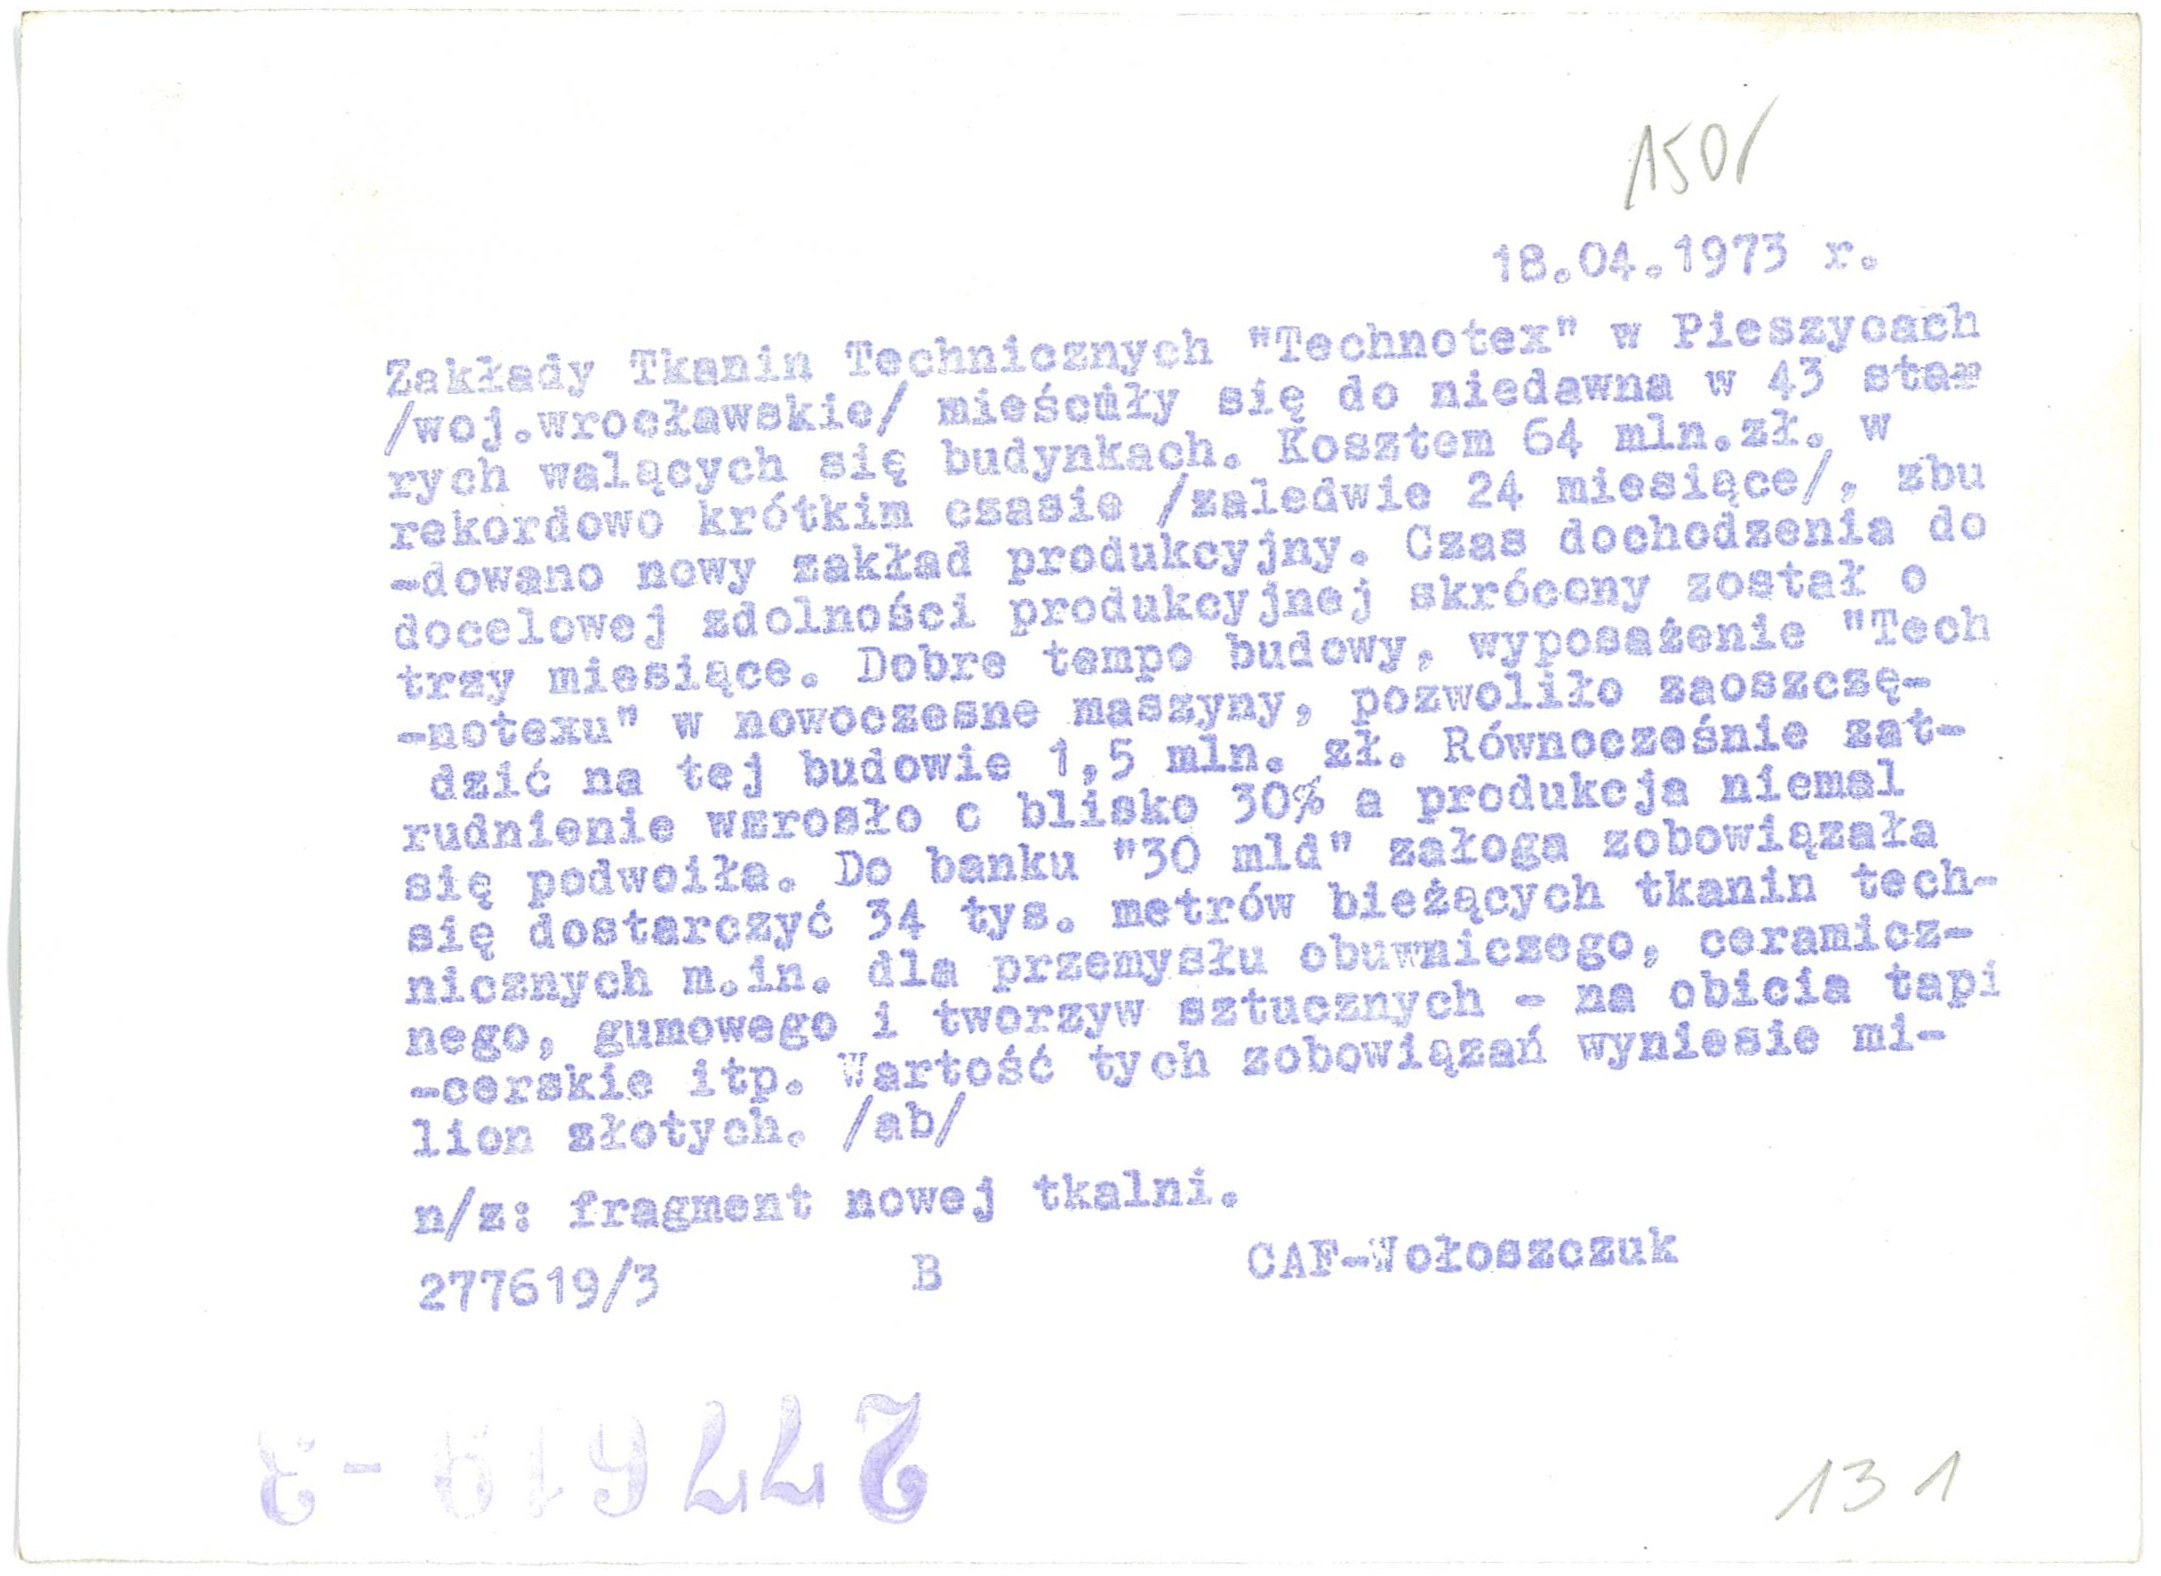 150/
18.04.1973 r.
Zakłady Tkanin Technicznych "Technotex" w Pieszycach
/woj.wrocławskie/ mieściły się do niedawna w 43 star
rych walących się budynkach. Kosztem 64 mln.zł. w
rekordowo krótkim czasie /zaledwie 24 miesiące/, zbu
-dowano nowy zakład produkcyjny. Czas dochodzenia do
docelowej zdolności produkcyjnej skrócony został o
trzy miesiące. Dobre tempo budowy, wyposażenie "Tech
-notexu" w nowoczesne maszyny, pozwoliło zaoszczę-
dzić na tej budowie 1,5 mln. zł. Równocześnie zat-
rudnienie wzrosło o blisko 30% a produkcja niemal
się podwoiła. Do banku "30 mld" załoga zobowiązała
się dostarczyć 34 tys. metrów bieżących tkanin tech-
nicznych m.in. dla przemysłu obuwniczego, ceramicz-
nego, gumowego i tworzyw sztucznych - na obicia tapi
-cerskie itp. Wartość tych zobowiązań wyniesie mi-
lion złotych. /ab/
n/z: fragment nowej tkalni.
277619/3 B CAF-Wołoszczuk
277619-3
131